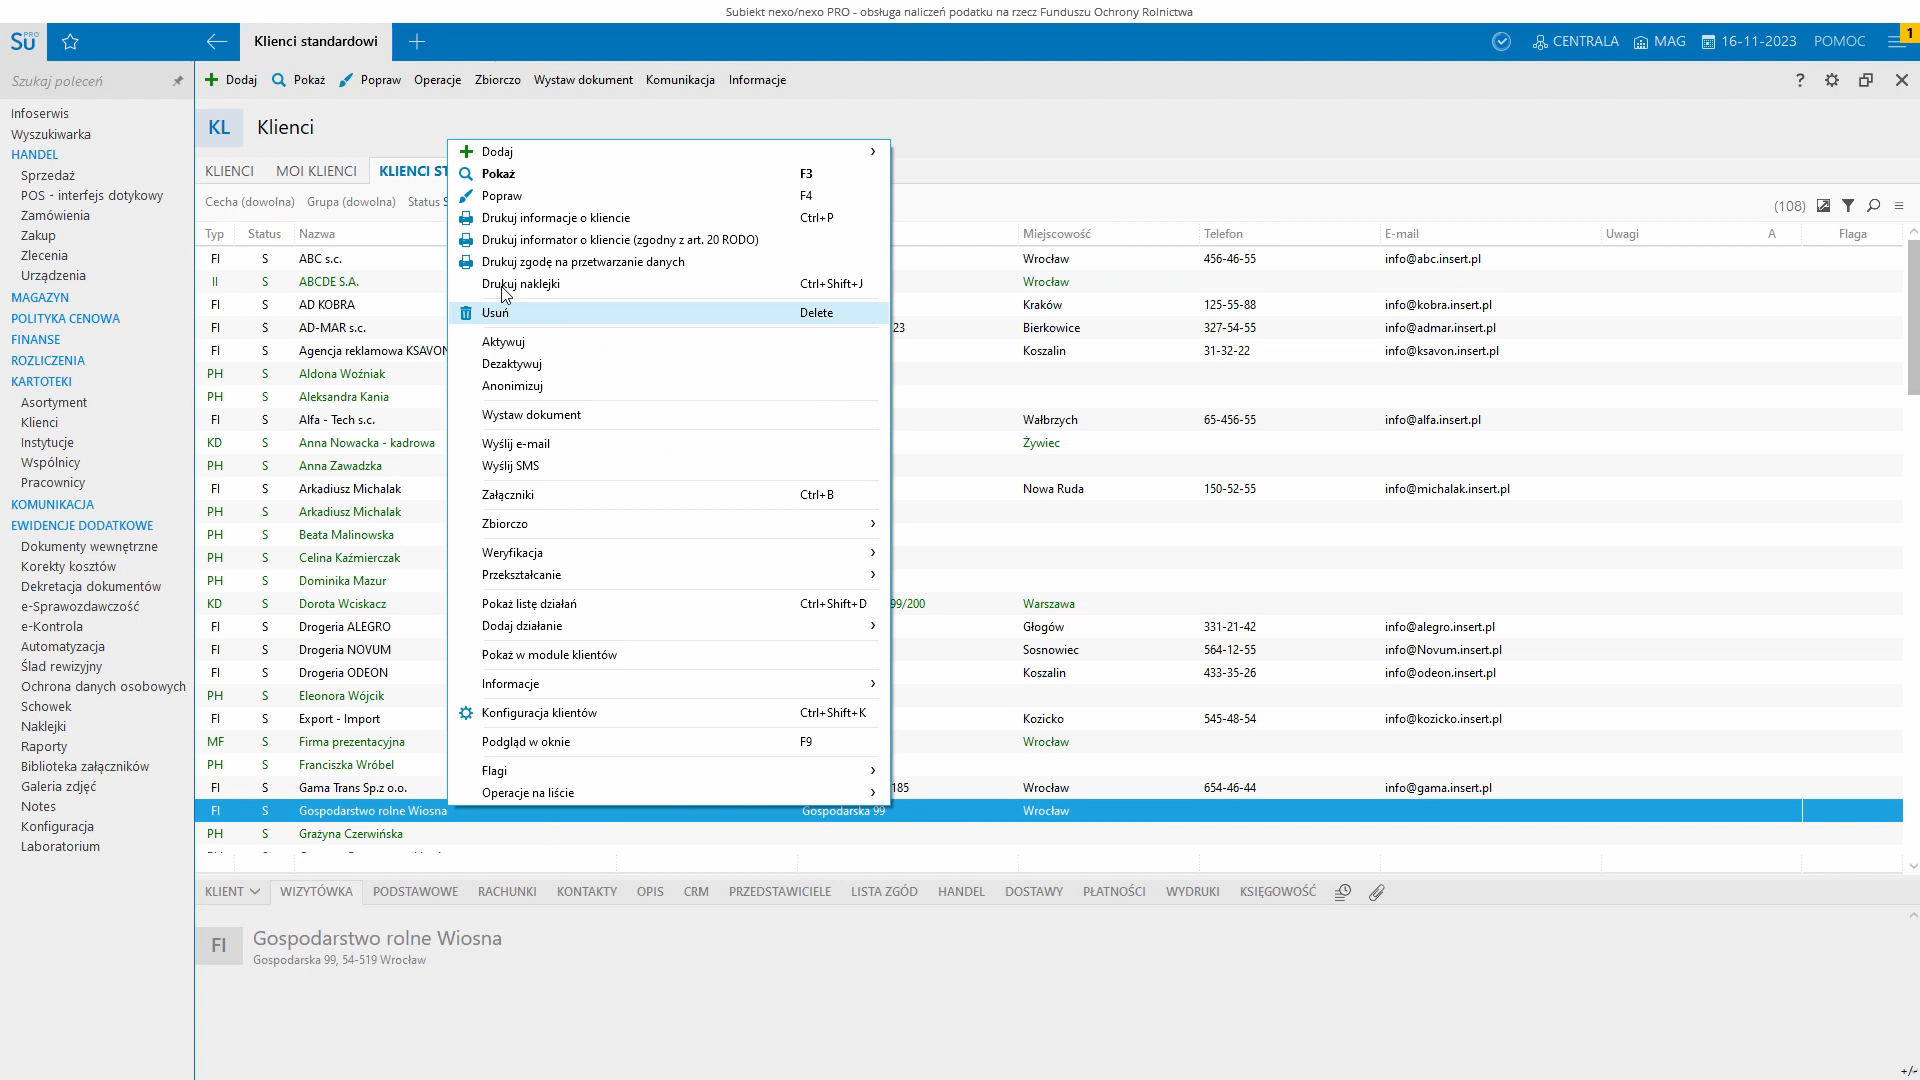 Subiekt nexo/nexo PRO - obsługa naliczeń podatku na rzecz Funduszu Ochrony Rolnictwa
Su PRO
Klienci standardowi
CENTRALA MAG 16-11-2023 POMOC 1
Szukaj poleceń
Dodaj Pokaż Popraw Operacje Zbiorczo Wystaw dokument Komunikacja Informacje
Infoserwis
Wyszukiwarka
HANDEL
Sprzedaż
POS - interfejs dotykowy
Zamówienia
Zakup
Zlecenia
Urządzenia
MAGAZYN
POLITYKA CENOWA
FINANSE
ROZLICZENIA
KARTOTEKI
Asortyment
Klienci
Instytucje
Wspólnicy
Pracownicy
KOMUNIKACJA
EWIDENCJE DODATKOWE
Dokumenty wewnętrzne
Korekty kosztów
Dekretacja dokumentów
e-Sprawozdawczość
e-Kontrola
Automatyzacja
Ślad rewizyjny
Ochrona danych osobowych
Schowek
Naklejki
Raporty
Biblioteka załączników
Galeria zdjęć
Notes
Konfiguracja
Laboratorium
KL Klienci
KLIENCI MOI KLIENCI KLIENCI ST
Cecha (dowolna) Grupa (dowolna) Status S
(108)
Typ Status Nazwa Miejscowość Telefon E-mail Uwagi A Flaga
FI S ABC s.c. Wrocław 456-46-55 info@abc.insert.pl
II S ABCDE S.A. Wrocław
FI S AD KOBRA Kraków 125-55-88 info@kobra.insert.pl
FI S AD-MAR s.c. 23 Bierkowice 327-54-55 info@admar.insert.pl
FI S Agencja reklamowa KSAVON Koszalin 31-32-22 info@ksavon.insert.pl
PH S Aldona Woźniak
PH S Aleksandra Kania
FI S Alfa - Tech s.c. Wałbrzych 65-456-55 info@alfa.insert.pl
KD S Anna Nowacka - kadrowa Żywiec
PH S Anna Zawadzka
FI S Arkadiusz Michalak Nowa Ruda 150-52-55 info@michalak.insert.pl
PH S Arkadiusz Michalak
PH S Beata Malinowska
PH S Celina Kaźmierczak
PH S Dominika Mazur
KD S Dorota Wciskacz 99/200 Warszawa
FI S Drogeria ALEGRO Głogów 331-21-42 info@alegro.insert.pl
FI S Drogeria NOVUM Sosnowiec 564-12-55 info@Novum.insert.pl
FI S Drogeria ODEON Koszalin 433-35-26 info@odeon.insert.pl
PH S Eleonora Wójcik
FI S Export - Import Kozicko 545-48-54 info@kozicko.insert.pl
MF S Firma prezentacyjna Wrocław
PH S Franciszka Wróbel
FI S Gama Trans Sp.z o.o. 185 Wrocław 654-46-44 info@gama.insert.pl
FI S Gospodarstwo rolne Wiosna Gospodarska 99 Wrocław
PH S Grażyna Czerwińska
Dodaj
Pokaż F3
Popraw F4
Drukuj informacje o kliencie Ctrl+P
Drukuj informator o kliencie (zgodny z art. 20 RODO)
Drukuj zgodę na przetwarzanie danych
Drukuj naklejki Ctrl+Shift+J
Usuń Delete
Aktywuj
Dezaktywuj
Anonimizuj
Wystaw dokument
Wyślij e-mail
Wyślij SMS
Załączniki Ctrl+B
Zbiorczo
Weryfikacja
Przekształcanie
Pokaż listę działań Ctrl+Shift+D
Dodaj działanie
Pokaż w module klientów
Informacje
Konfiguracja klientów Ctrl+Shift+K
Podgląd w oknie F9
Flagi
Operacje na liście
KLIENT WIZYTÓWKA PODSTAWOWE RACHUNKI KONTAKTY OPIS CRM PRZEDSTAWICIELE LISTA ZGÓD HANDEL DOSTAWY PŁATNOŚCI WYDRUKI KSIĘGOWOŚĆ
FI Gospodarstwo rolne Wiosna
Gospodarska 99, 54-519 Wrocław
+/-